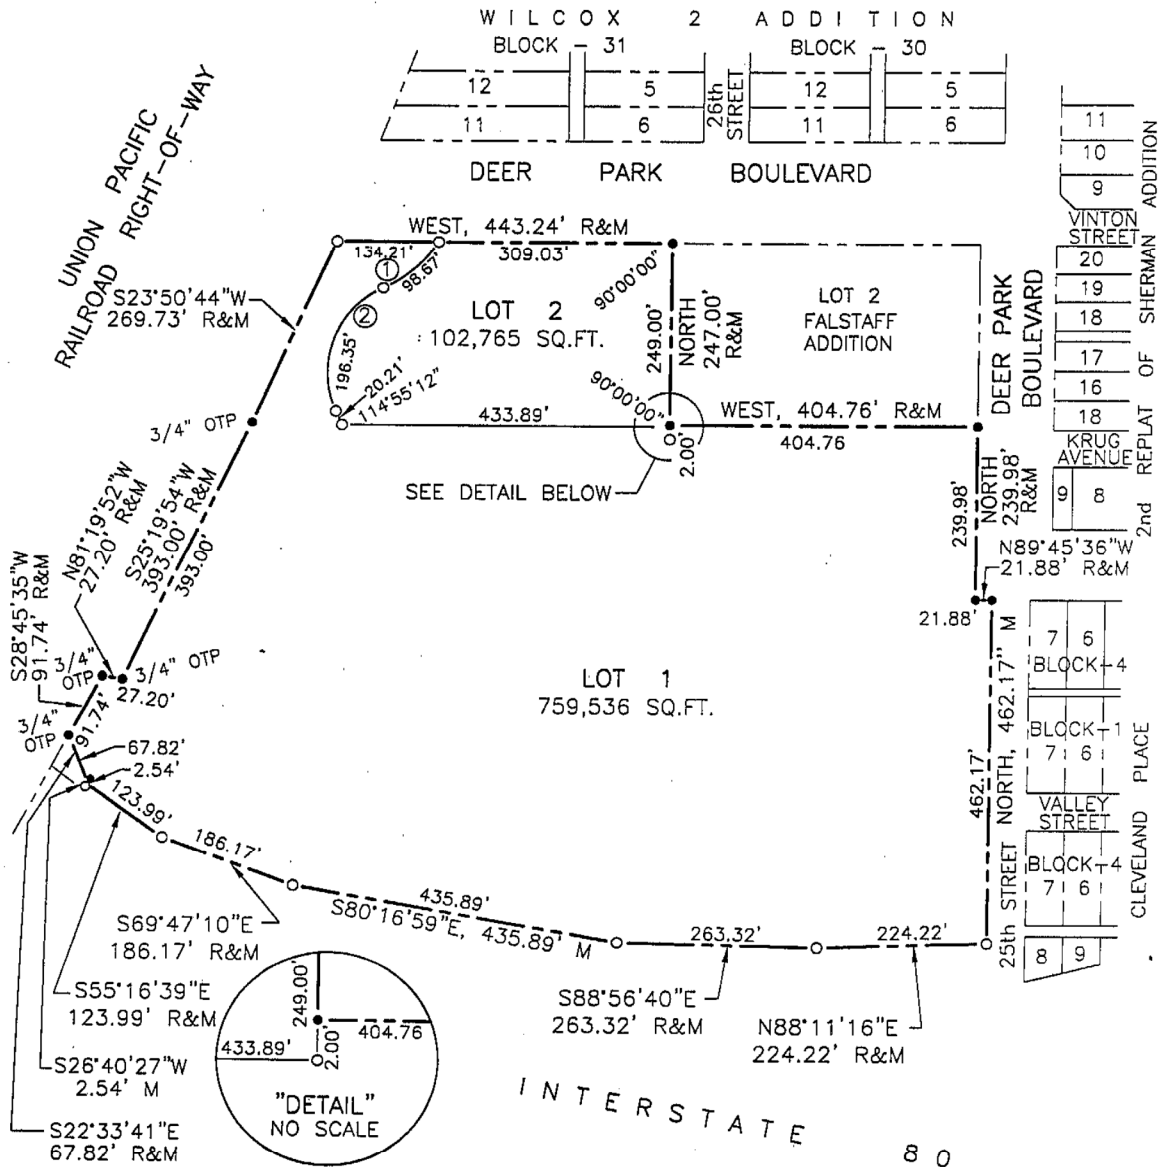 WILCOX 2 ADDITION
BLOCK - 31
BLOCK - 30
12
5
11
6
26th
STREET
12
5
11
6
DEER PARK BOULEVARD
UNION PACIFIC
RAILROAD RIGHT-OF-WAY
11
10
9
VINTON
STREET
20
19
18
17
16
18
KRUG
AVENUE
9
8
2nd REPLAT OF SHERMAN ADDITION
WEST, 443.24' R&M
134.21'
309.03'
1
98.67'
2
196.35'
S23°50'44"W
269.73' R&M
LOT 2
102,765 SQ.FT.
90°00'00"
249.00'
NORTH
247.00'
R&M
LOT 2
FALSTAFF
ADDITION
DEER PARK
BOULEVARD
20.21'
114°55'12"
90°00'00"
433.89'
WEST, 404.76' R&M
404.76
2.00'
3/4" OTP
SEE DETAIL BELOW
239.98'
NORTH
239.98'
R&M
N89°45'36"W
21.88' R&M
21.88'
S28°45'35"W
91.74' R&M
N81°19'52"W
27.20' R&M
S25°19'54"W
393.00' R&M
393.00'
3/4"
OTP
3/4" OTP
27.20'
3/4"
OTP
91.74'
67.82'
2.54'
123.99'
LOT 1
759,536 SQ.FT.
462.17'
25th STREET NORTH, 462.17" M
7
6
BLOCK-4
BLOCK-1
7
6
VALLEY
STREET
BLOCK-4
7
6
8
9
CLEVELAND PLACE
186.17'
435.89'
S80°16'59"E, 435.89' M
263.32'
224.22'
S69°47'10"E
186.17' R&M
S55°16'39"E
123.99' R&M
S26°40'27"W
2.54' M
S22°33'41"E
67.82' R&M
S88°56'40"E
263.32' R&M
N88°11'16"E
224.22' R&M
249.00'
404.76
433.89'
2.00'
"DETAIL"
NO SCALE
INTERSTATE 80